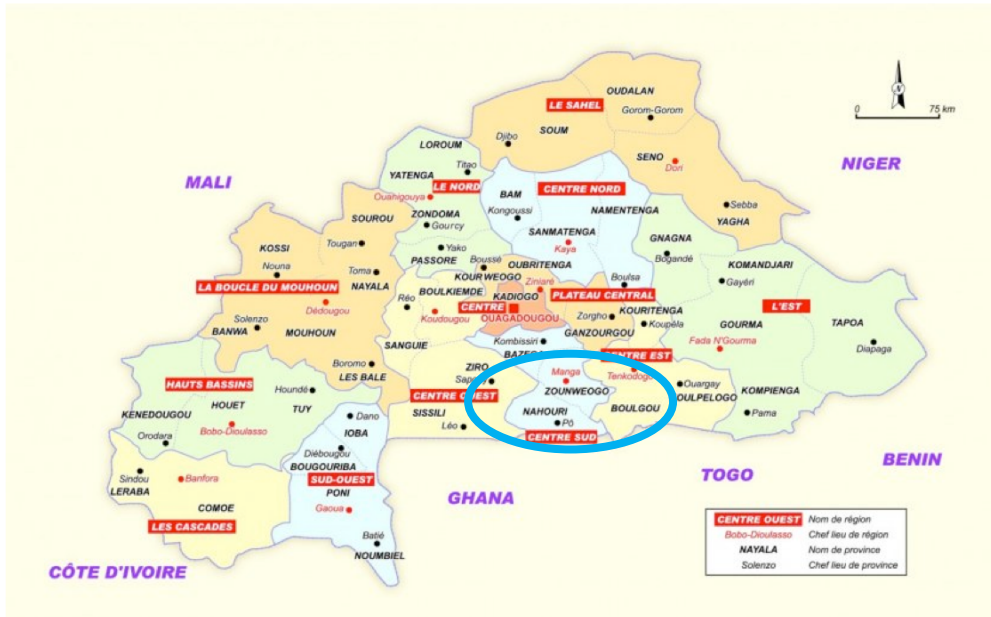 OUDALAN
LE SAHEL
Gorom-Gorom
0 75 km
N
SOUM
Djibo
LOROUM
SENO
NIGER
Titao
Dori
MALI
YATENGA
LE NORD
CENTRE NORD
Ouahigouya
BAM
Sebba
Kongoussi
NAMENTENGA
YAGHA
SOUROU
ZONDOMA
Gourcy
SANMATENGA
GNAGNA
KOSSI
Tougan
Yako
Kaya
Bogandé
Nouna
PASSORE
Boussé
OUBRITENGA
KOMANDJARI
Toma
KOURWEOGO
Boulsa
Gayéri
LA BOUCLE DU MOUHOUN
NAYALA
BOULKIEMDE
Ziniaré
Réo
KADIOGO
PLATEAU CENTRAL
Dédougou
CENTRE
KOURITENGA
L'EST
Koudougou
OUAGADOUGOU
Zorgho
Solenzo
Koupèla
GOURMA
TAPOA
BANWA
MOUHOUN
GANZOURGOU
SANGUIE
Kombissiri
Fada N'Gourma
Diapaga
BAZEGA
CENTRE EST
Boromo
ZIRO
Manga
Tenkodogo
LES BALE
Sapouy
Ouargay
HAUTS BASSINS
Houndé
ZOUNWEOGO
KOMPIENGA
CENTRE OUEST
OULPELOGO
HOUET
TUY
SISSILI
NAHOURI
BOULGOU
KENEDOUGOU
Dano
Pama
Léo
Pô
Bobo-Dioulasso
IOBA
CENTRE SUD
Orodara
Diébougou
BENIN
BOUGOURIBA
TOGO
Sindou
Banfora
SUD-OUEST
LERABA
PONI
GHANA
COMOE
Gaoua
LES CASCADES
Batié
NOUMBIEL
CÔTE D'IVOIRE
CENTRE OUEST Nom de région
Bobo-Dioulasso Chef lieu de région
NAYALA Nom de province
Solenzo Chef lieu de province